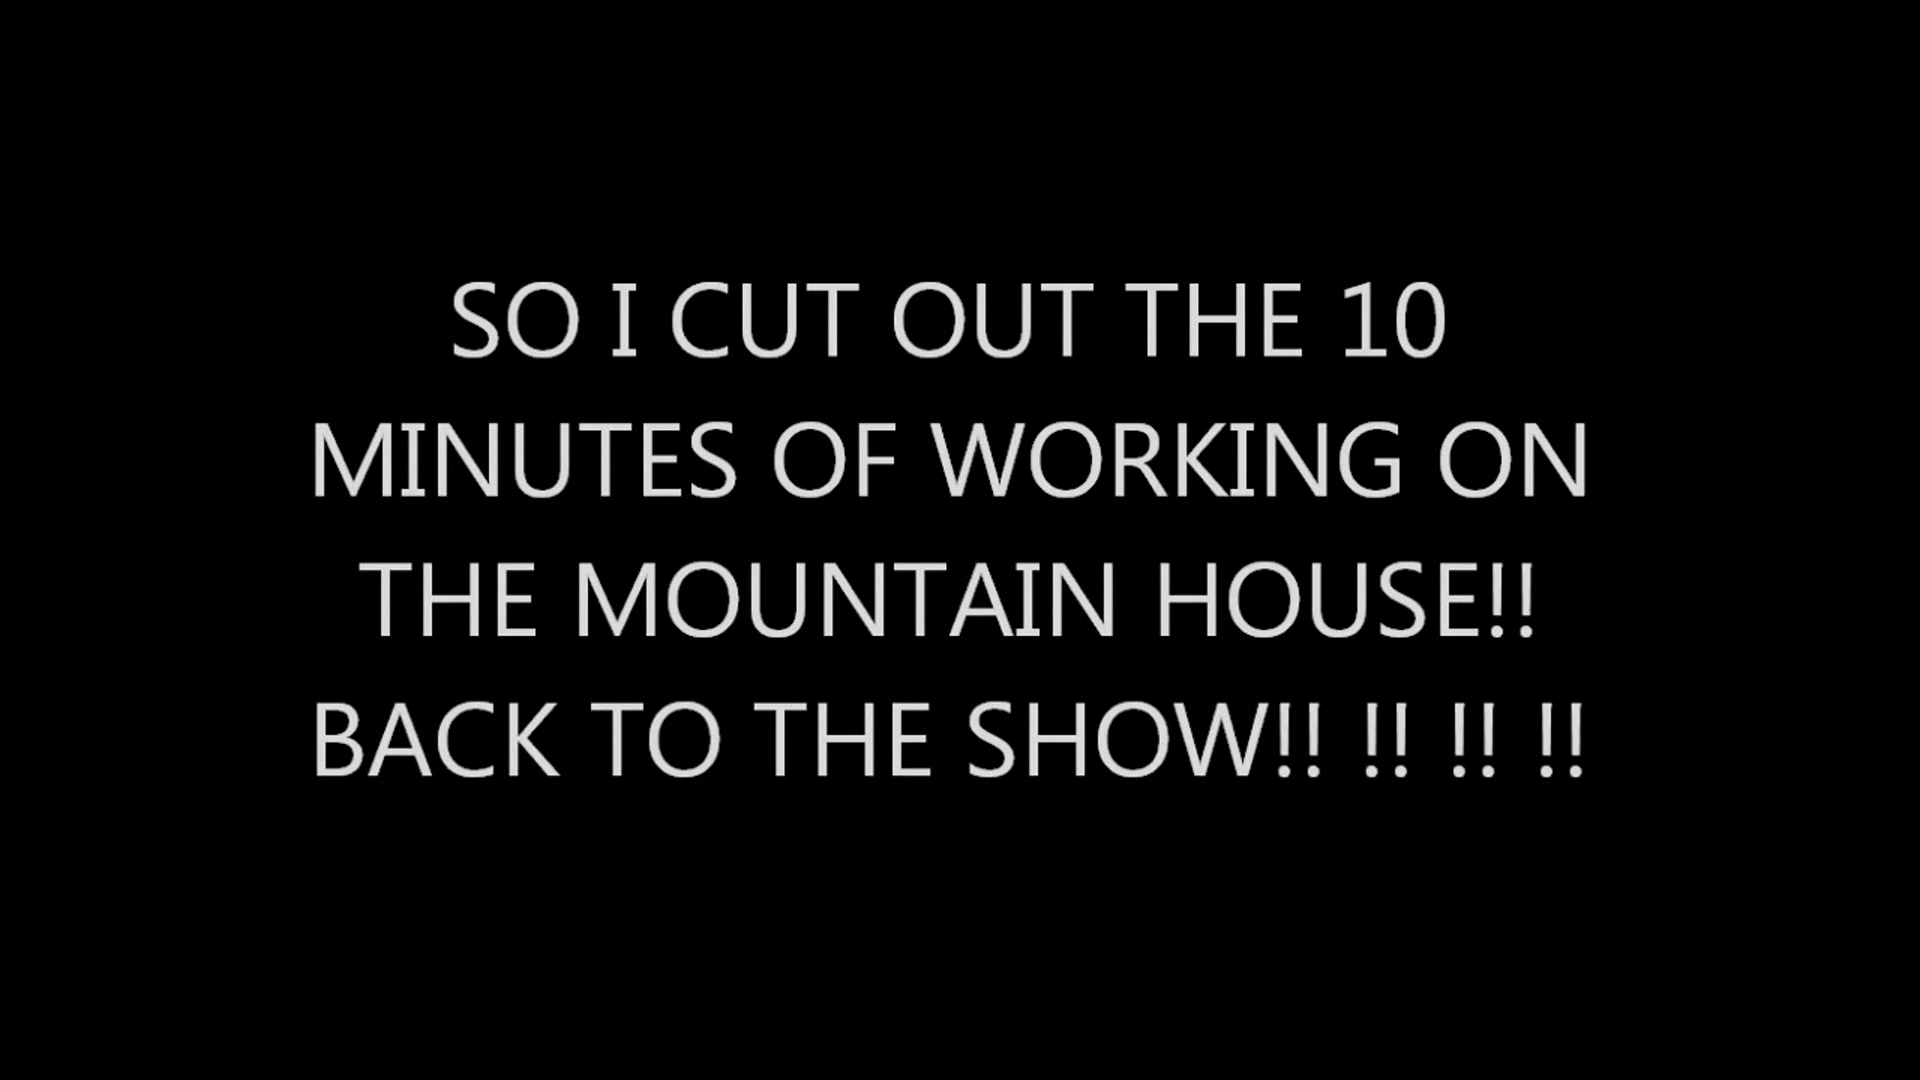 SO I CUT OUT THE 10
MINUTES OF WORKING ON
THE MOUNTAIN HOUSE!!
BACK TO THE SHOW!! !! !! !!